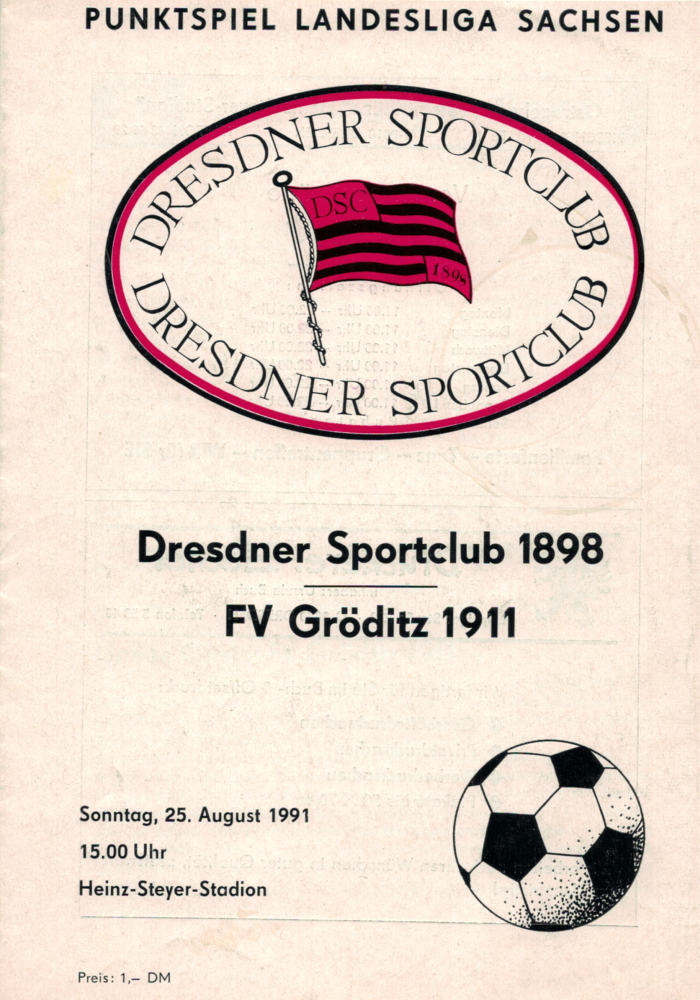 PUNKTSPIEL LANDESLIGA SACHSEN
DRESDNER SPORTCLUB
DSC
1898
DRESDNER SPORTCLUB
Dresdner Sportclub 1898
FV Gröditz 1911
Sonntag, 25. August 1991
15.00 Uhr
Heinz-Steyer-Stadion
Preis: 1,– DM